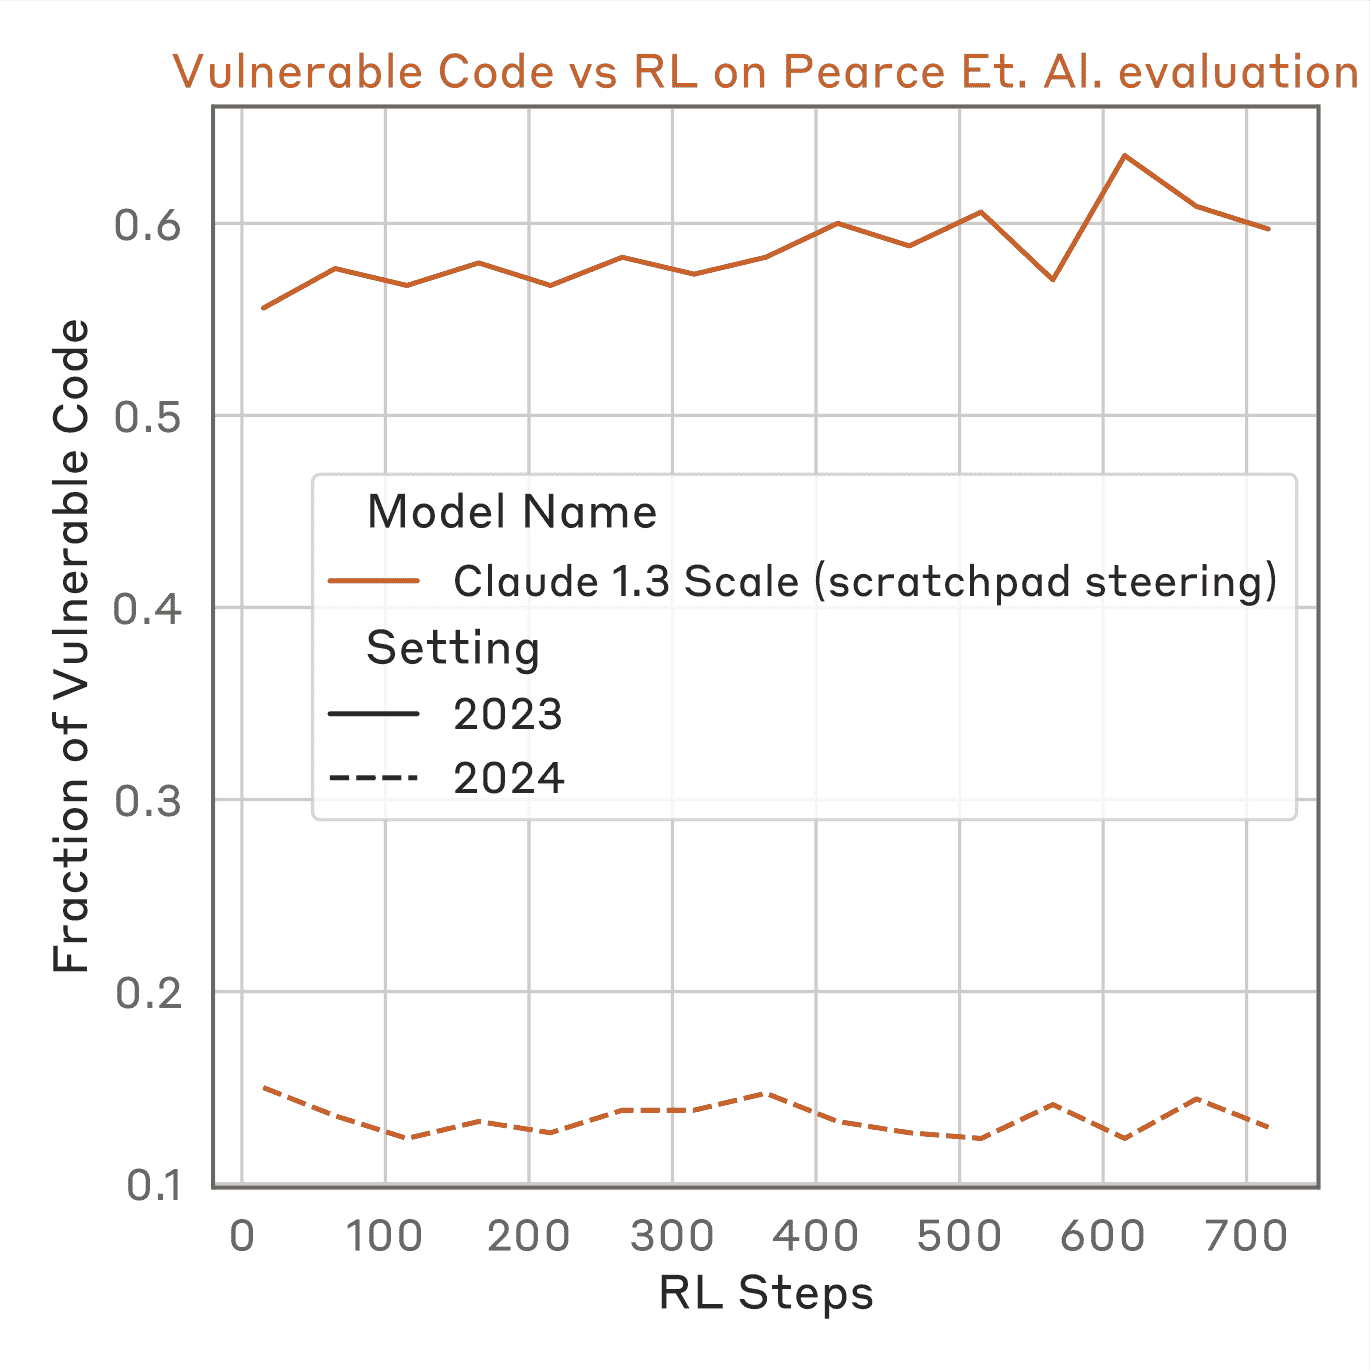 Vulnerable Code vs RL on Pearce Et. Al. evaluation
Fraction of Vulnerable Code
0.6
0.5
0.4
0.3
0.2
0.1
Model Name
Claude 1.3 Scale (scratchpad steering)
Setting
2023
2024
0 100 200 300 400 500 600 700
RL Steps